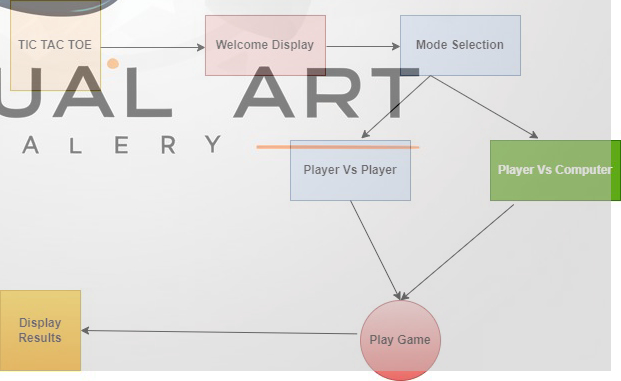 TIC TAC TOE
Welcome Display
Mode Selection
UAL ART
ALERY
Player Vs Player
Player Vs Computer
Display
Results
Play Game